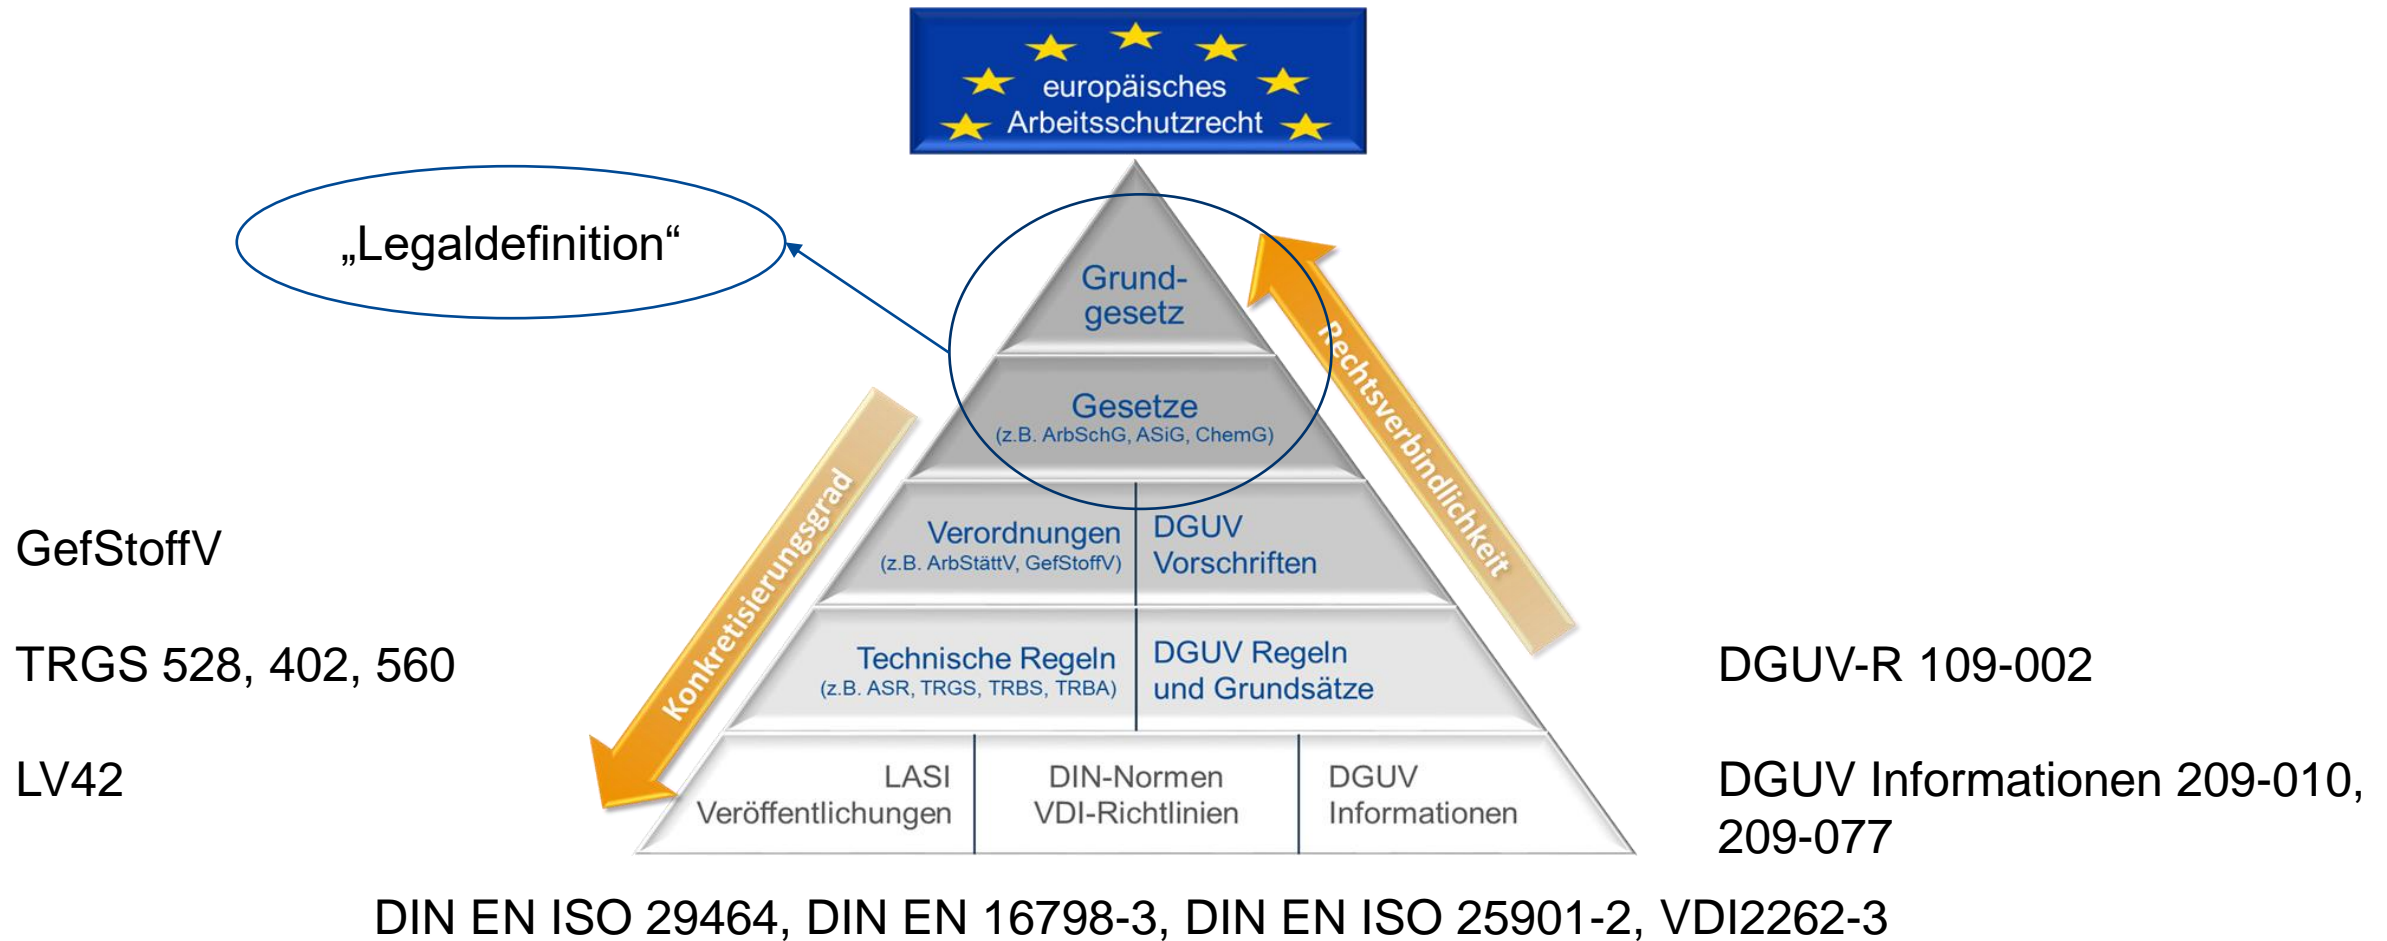 europäisches
Arbeitsschutzrecht
„Legaldefinition“
Grund-
gesetz
Rechtsverbindlichkeit
Gesetze
(z.B. ArbSchG, ASiG, ChemG)
Konkretisierungsgrad
GefStoffV
Verordnungen
(z.B. ArbStättV, GefStoffV)
DGUV
Vorschriften
TRGS 528, 402, 560
Technische Regeln
(z.B. ASR, TRGS, TRBS, TRBA)
DGUV Regeln
und Grundsätze
DGUV-R 109-002
LV42
LASI
Veröffentlichungen
DIN-Normen
VDI-Richtlinien
DGUV
Informationen
DGUV Informationen 209-010,
209-077
DIN EN ISO 29464, DIN EN 16798-3, DIN EN ISO 25901-2, VDI2262-3